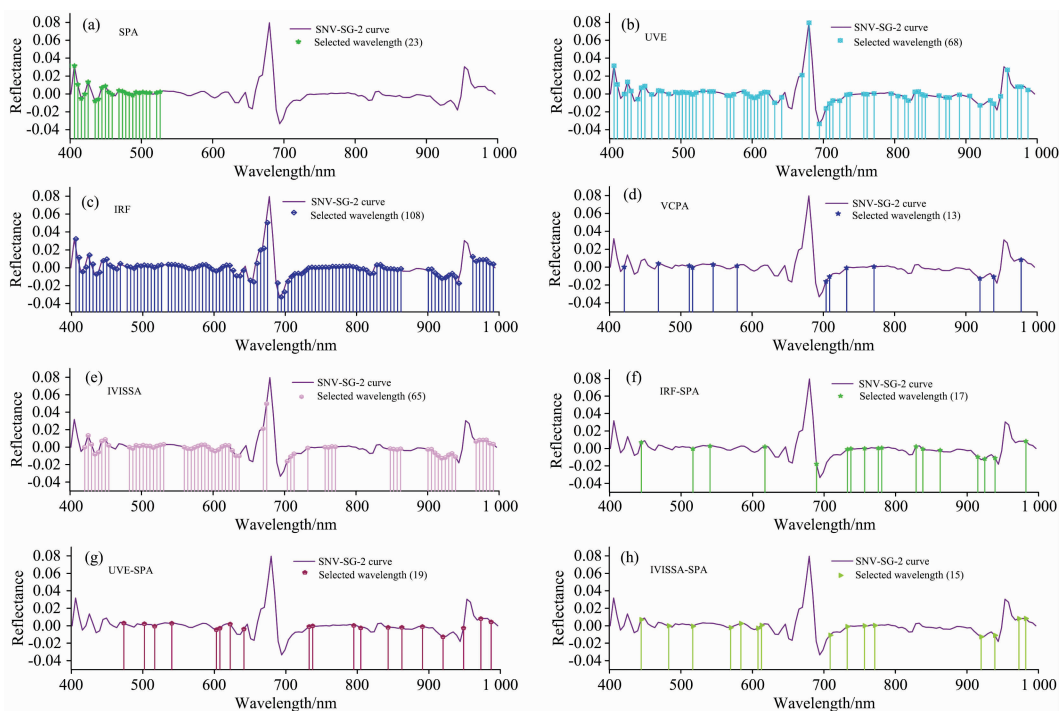 (a)
SPA
SNV-SG-2 curve
Selected wavelength (23)
Reflectance
0.08
0.06
0.04
0.02
0.00
-0.02
-0.04
400 500 600 700 800 900 1 000
Wavelength/nm
(b)
UVE
SNV-SG-2 curve
Selected wavelength (68)
Reflectance
0.08
0.06
0.04
0.02
0.00
-0.02
-0.04
400 500 600 700 800 900 1 000
Wavelength/nm
(c)
IRF
SNV-SG-2 curve
Selected wavelength (108)
Reflectance
0.08
0.06
0.04
0.02
0.00
-0.02
-0.04
400 500 600 700 800 900 1 000
Wavelength/nm
(d)
VCPA
SNV-SG-2 curve
Selected wavelength (13)
Reflectance
0.08
0.06
0.04
0.02
0.00
-0.02
-0.04
400 500 600 700 800 900 1 000
Wavelength/nm
(e)
IVISSA
SNV-SG-2 curve
Selected wavelength (65)
Reflectance
0.08
0.06
0.04
0.02
0.00
-0.02
-0.04
400 500 600 700 800 900 1 000
Wavelength/nm
(f)
IRF-SPA
SNV-SG-2 curve
Selected wavelength (17)
Reflectance
0.08
0.06
0.04
0.02
0.00
-0.02
-0.04
400 500 600 700 800 900 1 000
Wavelength/nm
(g)
UVE-SPA
SNV-SG-2 curve
Selected wavelength (19)
Reflectance
0.08
0.06
0.04
0.02
0.00
-0.02
-0.04
400 500 600 700 800 900 1 000
Wavelength/nm
(h)
IVISSA-SPA
SNV-SG-2 curve
Selected wavelength (15)
Reflectance
0.08
0.06
0.04
0.02
0.00
-0.02
-0.04
400 500 600 700 800 900 1 000
Wavelength/nm